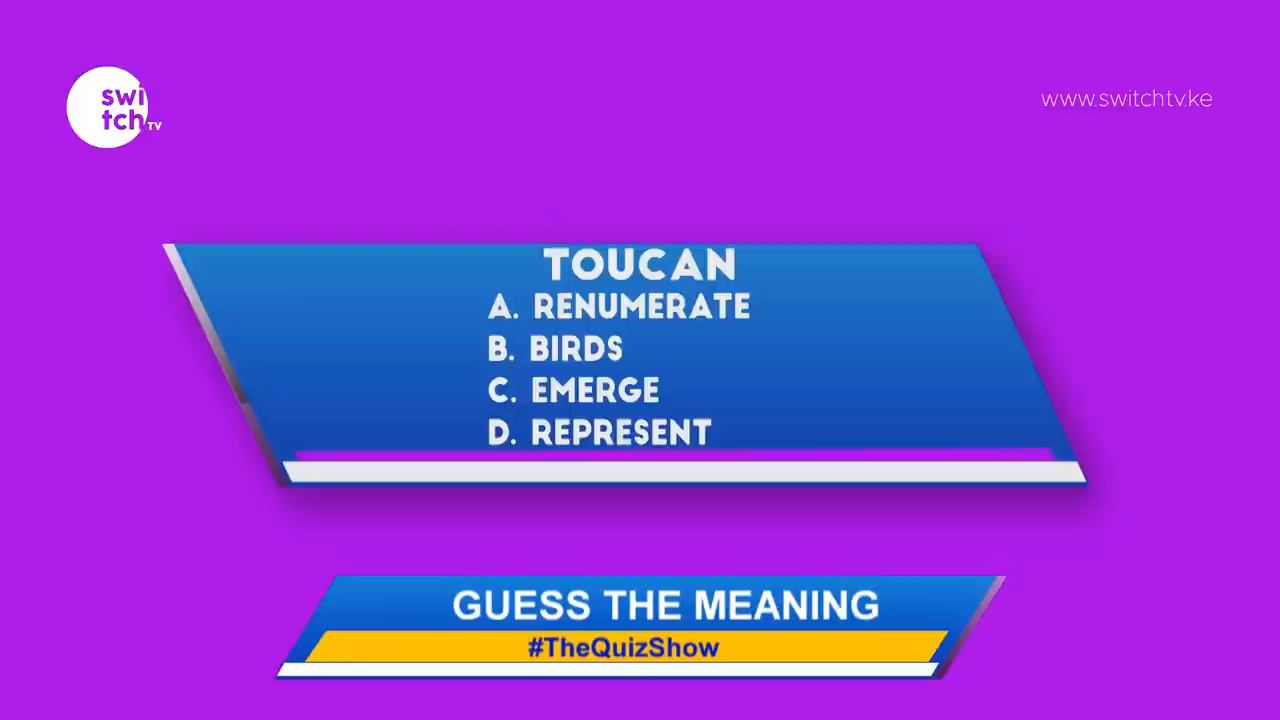 swi
tch TV
www.switchtv.ke
TOUCAN
A. RENUMERATE
B. BIRDS
C. EMERGE
D. REPRESENT
GUESS THE MEANING
#TheQuizShow